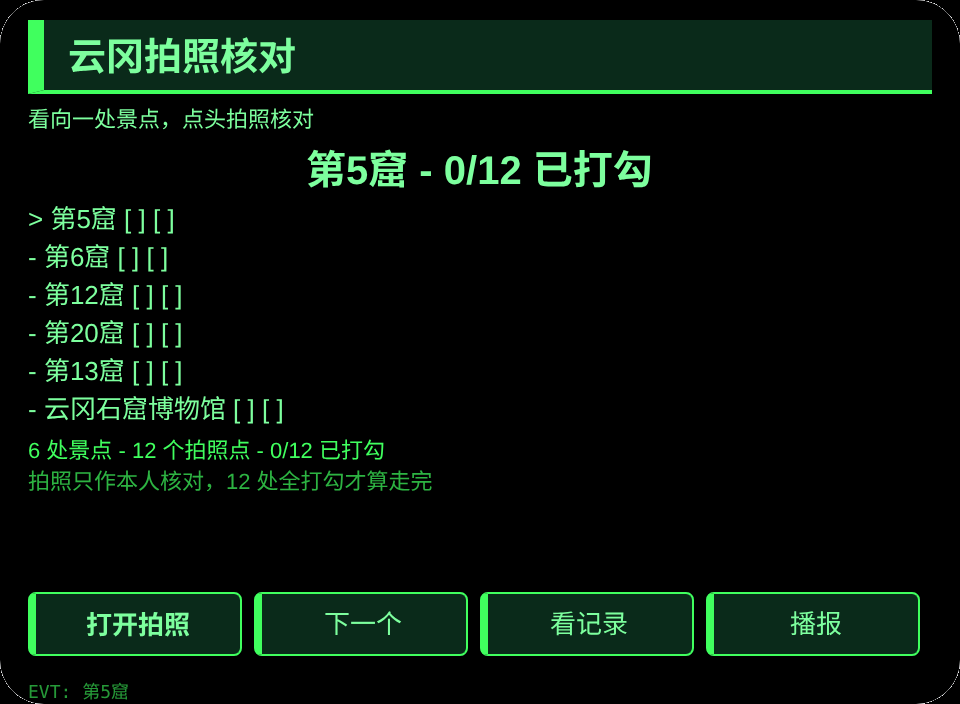 云冈拍照核对
看向一处景点，点头拍照核对
第5窟 - 0/12 已打勾
> 第5窟 [ ] [ ]
- 第6窟 [ ] [ ]
- 第12窟 [ ] [ ]
- 第20窟 [ ] [ ]
- 第13窟 [ ] [ ]
- 云冈石窟博物馆 [ ] [ ]
6 处景点 - 12 个拍照点 - 0/12 已打勾
拍照只作本人核对，12 处全打勾才算走完
打开拍照
下一个
看记录
播报
EVT: 第5窟